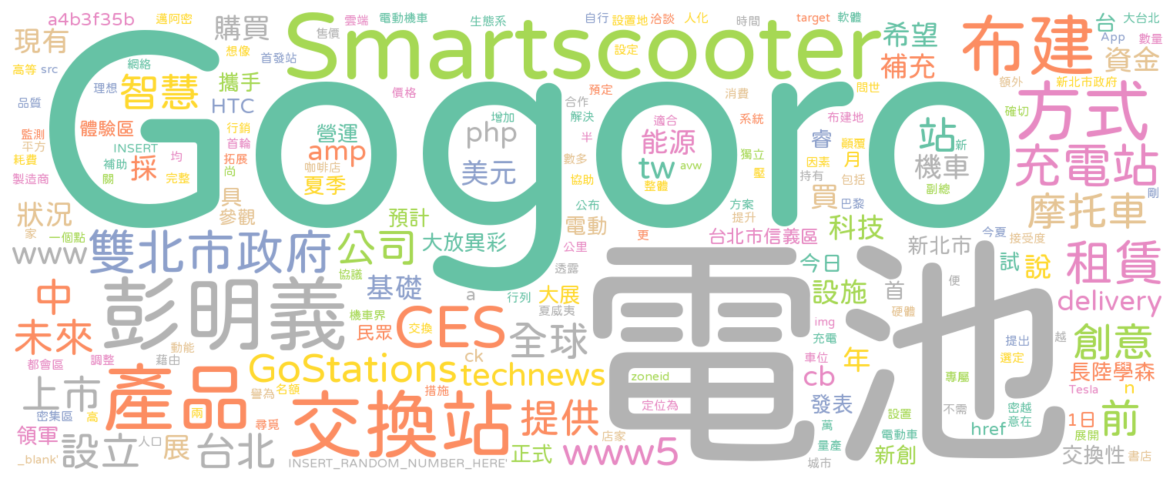 a4b3f35b 邁阿密 雲端 電動機車 生態系 自行 設置地 洽談 人化 時間 target 軟體 台 大台北
現有 想像 購買 售價 Smartscooter 希望 布建 App 數量
高等 src 網絡 首發站 設定 補充 資金
品質 理想 智慧 攜手 價格 預定 消費 問世 額外 新北市政府
HTC Gogoro 增加 合作 方式
監測 體驗區 行銷 營運 php 解決 適合 系統 布建地 站 新 確切
平方 INSERT 首輪 amp 半 能源 獨立 睿 顛覆 機車 充電站
耗費 補助 採 拓展 咖啡店 美元 數多 tw avw 因素 月
製造商 關 均 完整 尚 夏季 協助 整體 壓 持有 包括 副總 剛
狀況 具 參觀 預計 公布 方案 買 巴黎 摩托車
家 一個點 電動 提升 科技 今夏
www 雙北市政府 公司 大放異彩 公里 更 台北市信義區 新北市 接受度 租賃
協議 透露 今日 試 說
中 彭明義 基礎 a 行列 大展 電池 設施 首 便 delivery
機車界 夏威夷 img 硬體
未來 交換 民眾 CES 全球 充電 提出 越 創意
動能 ck 車位
都會區 調整 藉由 GoStations technews zoneid cb 年 選定 長陸學森
上市 產品 譽為 名額 措施 專屬 Tesla n
密集區 高 兩 交換站 提供 定位為 發表 不需 密越 前
領軍 尋覓 萬 設置 href 意在 1日
設立 人口 展 台北 正式 店家 量產 電動車 展開
_blank' INSERT_RANDOM_NUMBER_HERE' www5 城市 新創 交換性 書店